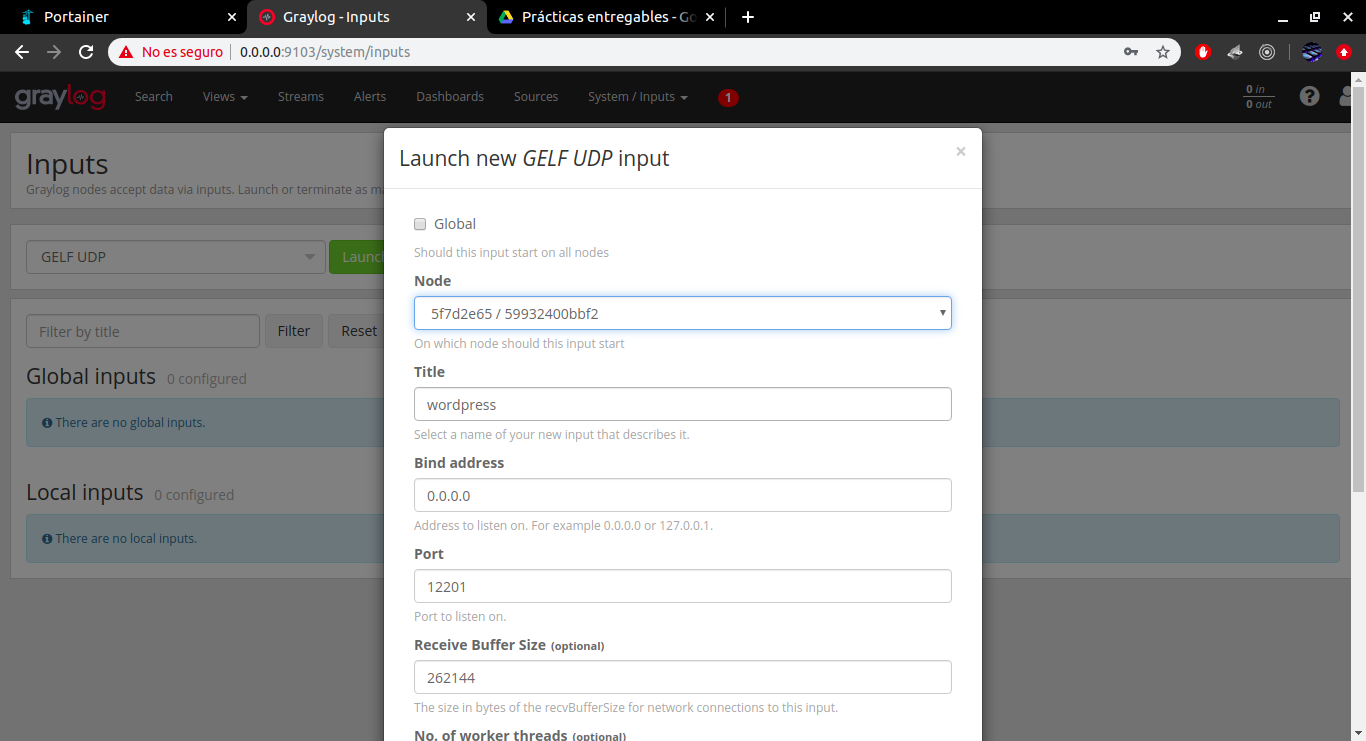 Portainer
Graylog - Inputs
Prácticas entregables - Go
No es seguro
0.0.0.0:9103/system/inputs
graylog
Search
Views
Streams
Alerts
Dashboards
Sources
System / Inputs
1
0 in
0 out
Inputs
Graylog nodes accept data via inputs. Launch or terminate as
GELF UDP
Filter by title
Filter
Reset
Global inputs 0 configured
There are no global inputs.
Local inputs 0 configured
There are no local inputs.
Launch new GELF UDP input
×
Global
Should this input start on all nodes
Node
5f7d2e65 / 59932400bbf2
On which node should this input start
Title
wordpress
Select a name of your new input that describes it.
Bind address
0.0.0.0
Address to listen on. For example 0.0.0.0 or 127.0.0.1.
Port
12201
Port to listen on.
Receive Buffer Size (optional)
262144
The size in bytes of the recvBufferSize for network connections to this input.
No. of worker threads (optional)